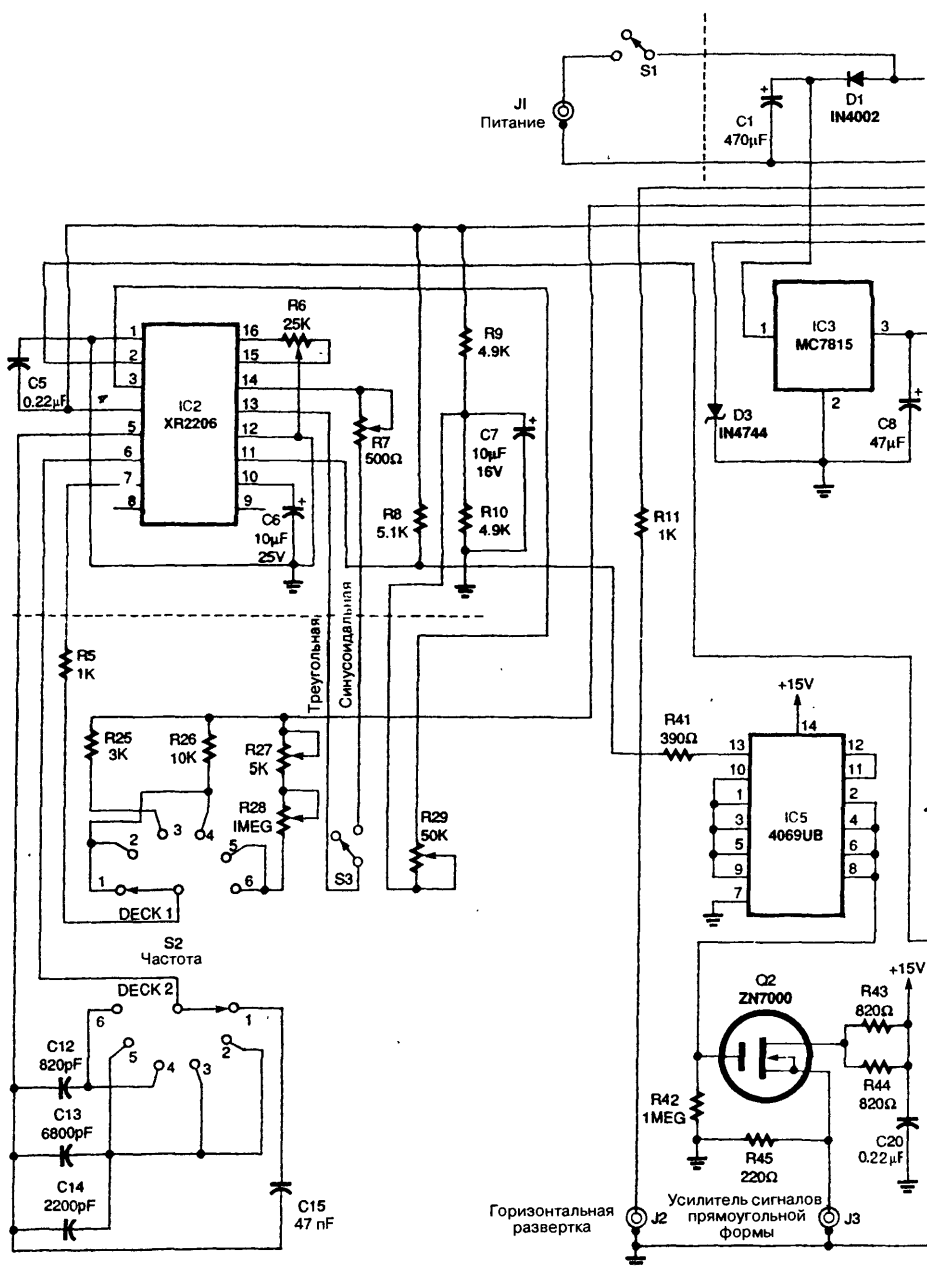 S1
J1
Питание
C1
470µF
+
D1
IN4002
IC3
MC7815
1
3
2
D3
IN4744
+
C8
47µF
C5
0.22µF
1
2
3
5
6
7
8
IC2
XR2206
16
15
14
13
12
11
10
9
R6
25K
R7
500Ω
C6
10µF
25V
+
R8
5.1K
R9
4.9K
C7
10µF
16V
+
R10
4.9K
R11
1K
Треугольная
Синусоидальная
R5
1K
R25
3K
R26
10K
R27
5K
R28
1MEG
R29
50K
1
2
3
4
5
6
DECK 1
S3
S2
Частота
DECK 2
6
5
4
3
2
1
C12
820pF
C13
6800pF
C14
2200pF
C15
47 nF
R41
390Ω
+15V
14
13
10
1
3
5
9
7
IC5
4069UB
12
11
2
4
6
8
Q2
ZN7000
+15V
R43
820Ω
R44
820Ω
R42
1MEG
R45
220Ω
C20
0.22µF
Горизонтальная
развертка
J2
Усилитель сигналов
прямоугольной
формы
J3